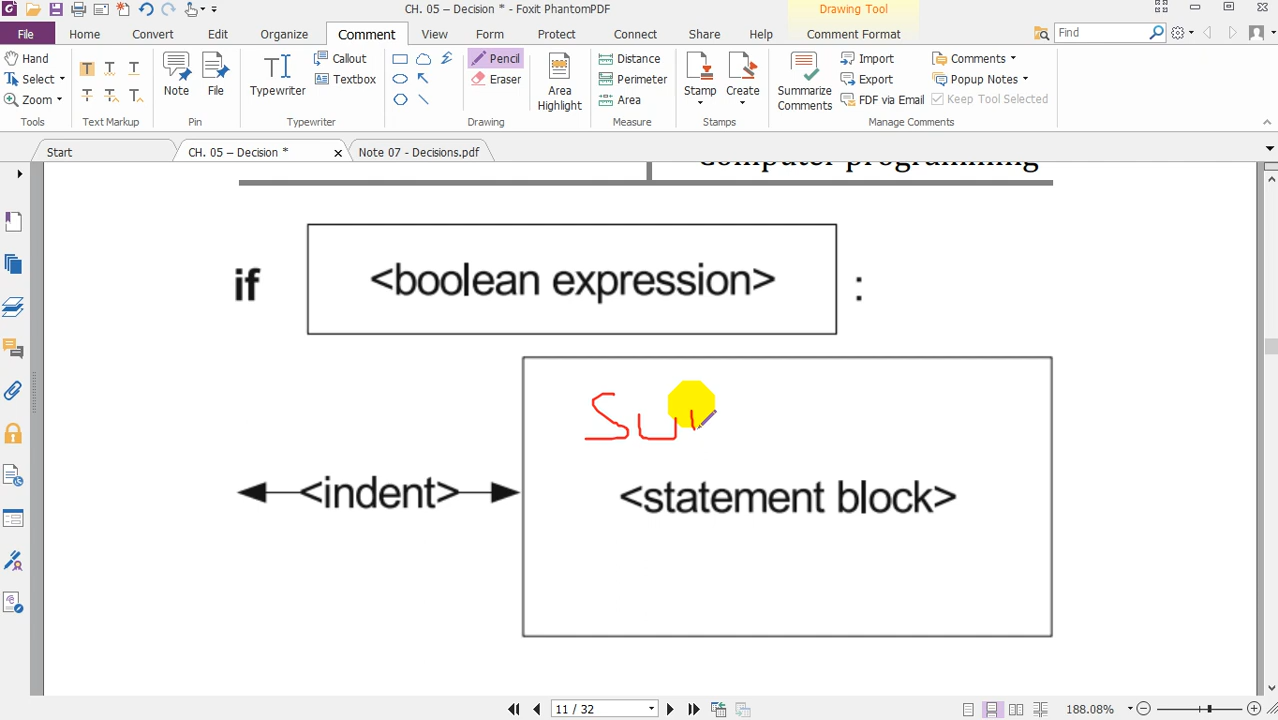 CH. 05 – Decision * - Foxit PhantomPDF
Drawing Tool
File Home Convert Edit Organize Comment View Form Protect Connect Share Help Comment Format Find
Hand
Select
Zoom
Tools
Text Markup
Note
File
Pin
Typewriter
Callout
Textbox
Typewriter
Pencil
Eraser
Drawing
Area Highlight
Distance
Perimeter
Area
Measure
Stamp
Create
Stamps
Summarize Comments
Import
Export
FDF via Email
Comments
Popup Notes
Keep Tool Selected
Manage Comments
Start
CH. 05 – Decision *
Note 07 - Decisions.pdf
Computer programming
if <boolean expression> :
Su
<indent> <statement block>
11 / 32
188.08%